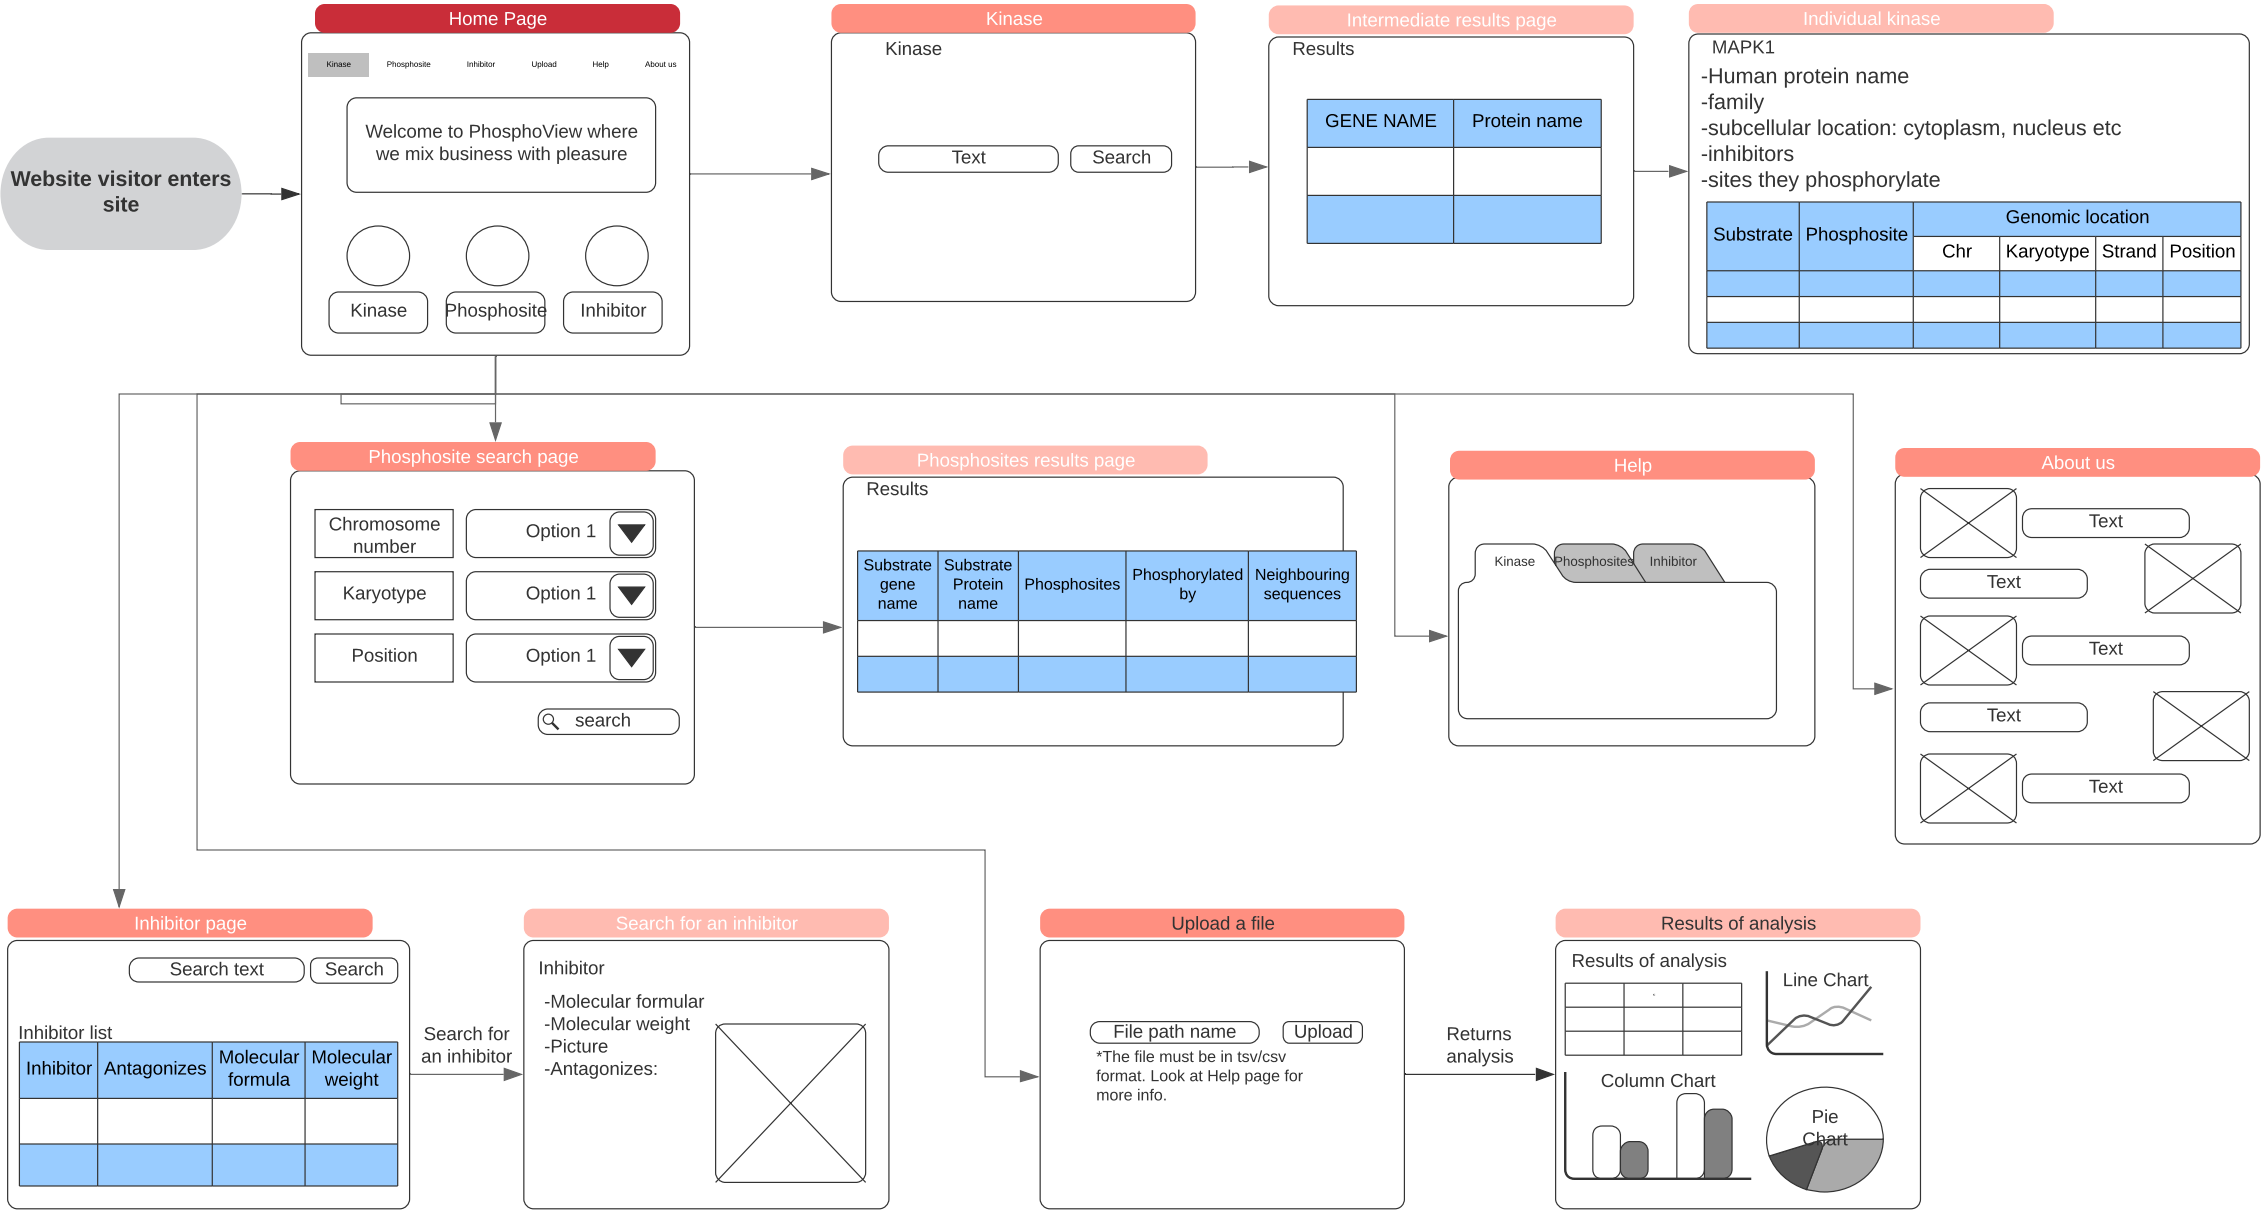 Home Page
Kinase
Intermediate results page
Individual kinase
Kinase Phosphosite Inhibitor Upload Help About us
Welcome to PhosphoView where
we mix business with pleasure
Kinase
Phosphosite
Inhibitor
Website visitor enters
site
Kinase
Text
Search
Results
GENE NAME
Protein name
MAPK1
-Human protein name
-family
-subcellular location: cytoplasm, nucleus etc
-inhibitors
-sites they phosphorylate
Substrate
Phosphosite
Genomic location
Chr
Karyotype
Strand
Position
Phosphosite search page
Chromosome
number
Option 1
Karyotype
Option 1
Position
Option 1
search
Phosphosites results page
Results
Substrate
gene
name
Substrate
Protein
name
Phosphosites
Phosphorylated
by
Neighbouring
sequences
Help
Kinase
Phosphosites
Inhibitor
About us
Text
Text
Text
Text
Text
Inhibitor page
Search text
Search
Inhibitor list
Inhibitor
Antagonizes
Molecular
formula
Molecular
weight
Search for
an inhibitor
Search for an inhibitor
Inhibitor
-Molecular formular
-Molecular weight
-Picture
-Antagonizes:
Upload a file
File path name
Upload
*The file must be in tsv/csv
format. Look at Help page for
more info.
Returns
analysis
Results of analysis
Results of analysis
Line Chart
Column Chart
Pie
Chart